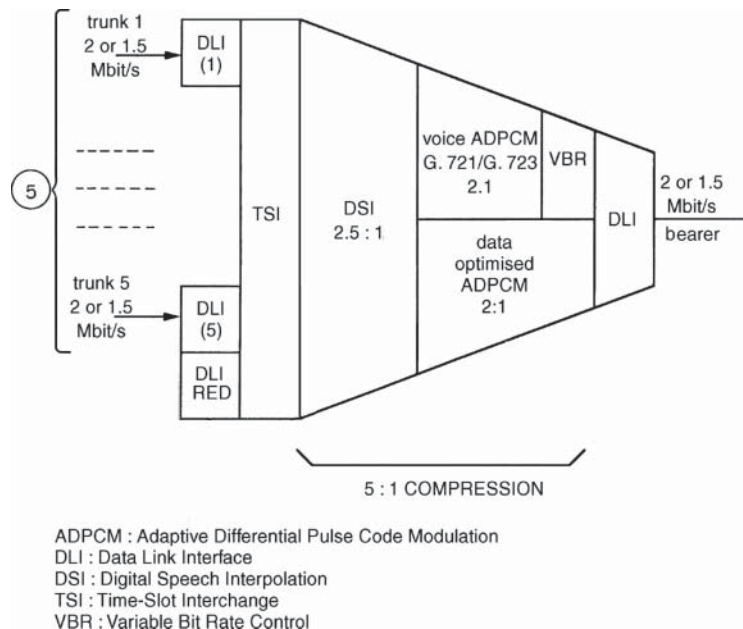 trunk 1
2 or 1.5
Mbit/s
DLI
(1)
5
trunk 5
2 or 1.5
Mbit/s
DLI
(5)
DLI
RED
TSI
DSI
2.5 : 1
voice ADPCM
G. 721/G. 723
2.1
VBR
data
optimised
ADPCM
2:1
DLI
2 or 1.5
Mbit/s
bearer
5 : 1 COMPRESSION
ADPCM : Adaptive Differential Pulse Code Modulation
DLI : Data Link Interface
DSI : Digital Speech Interpolation
TSI : Time-Slot Interchange
VBR : Variable Bit Rate Control